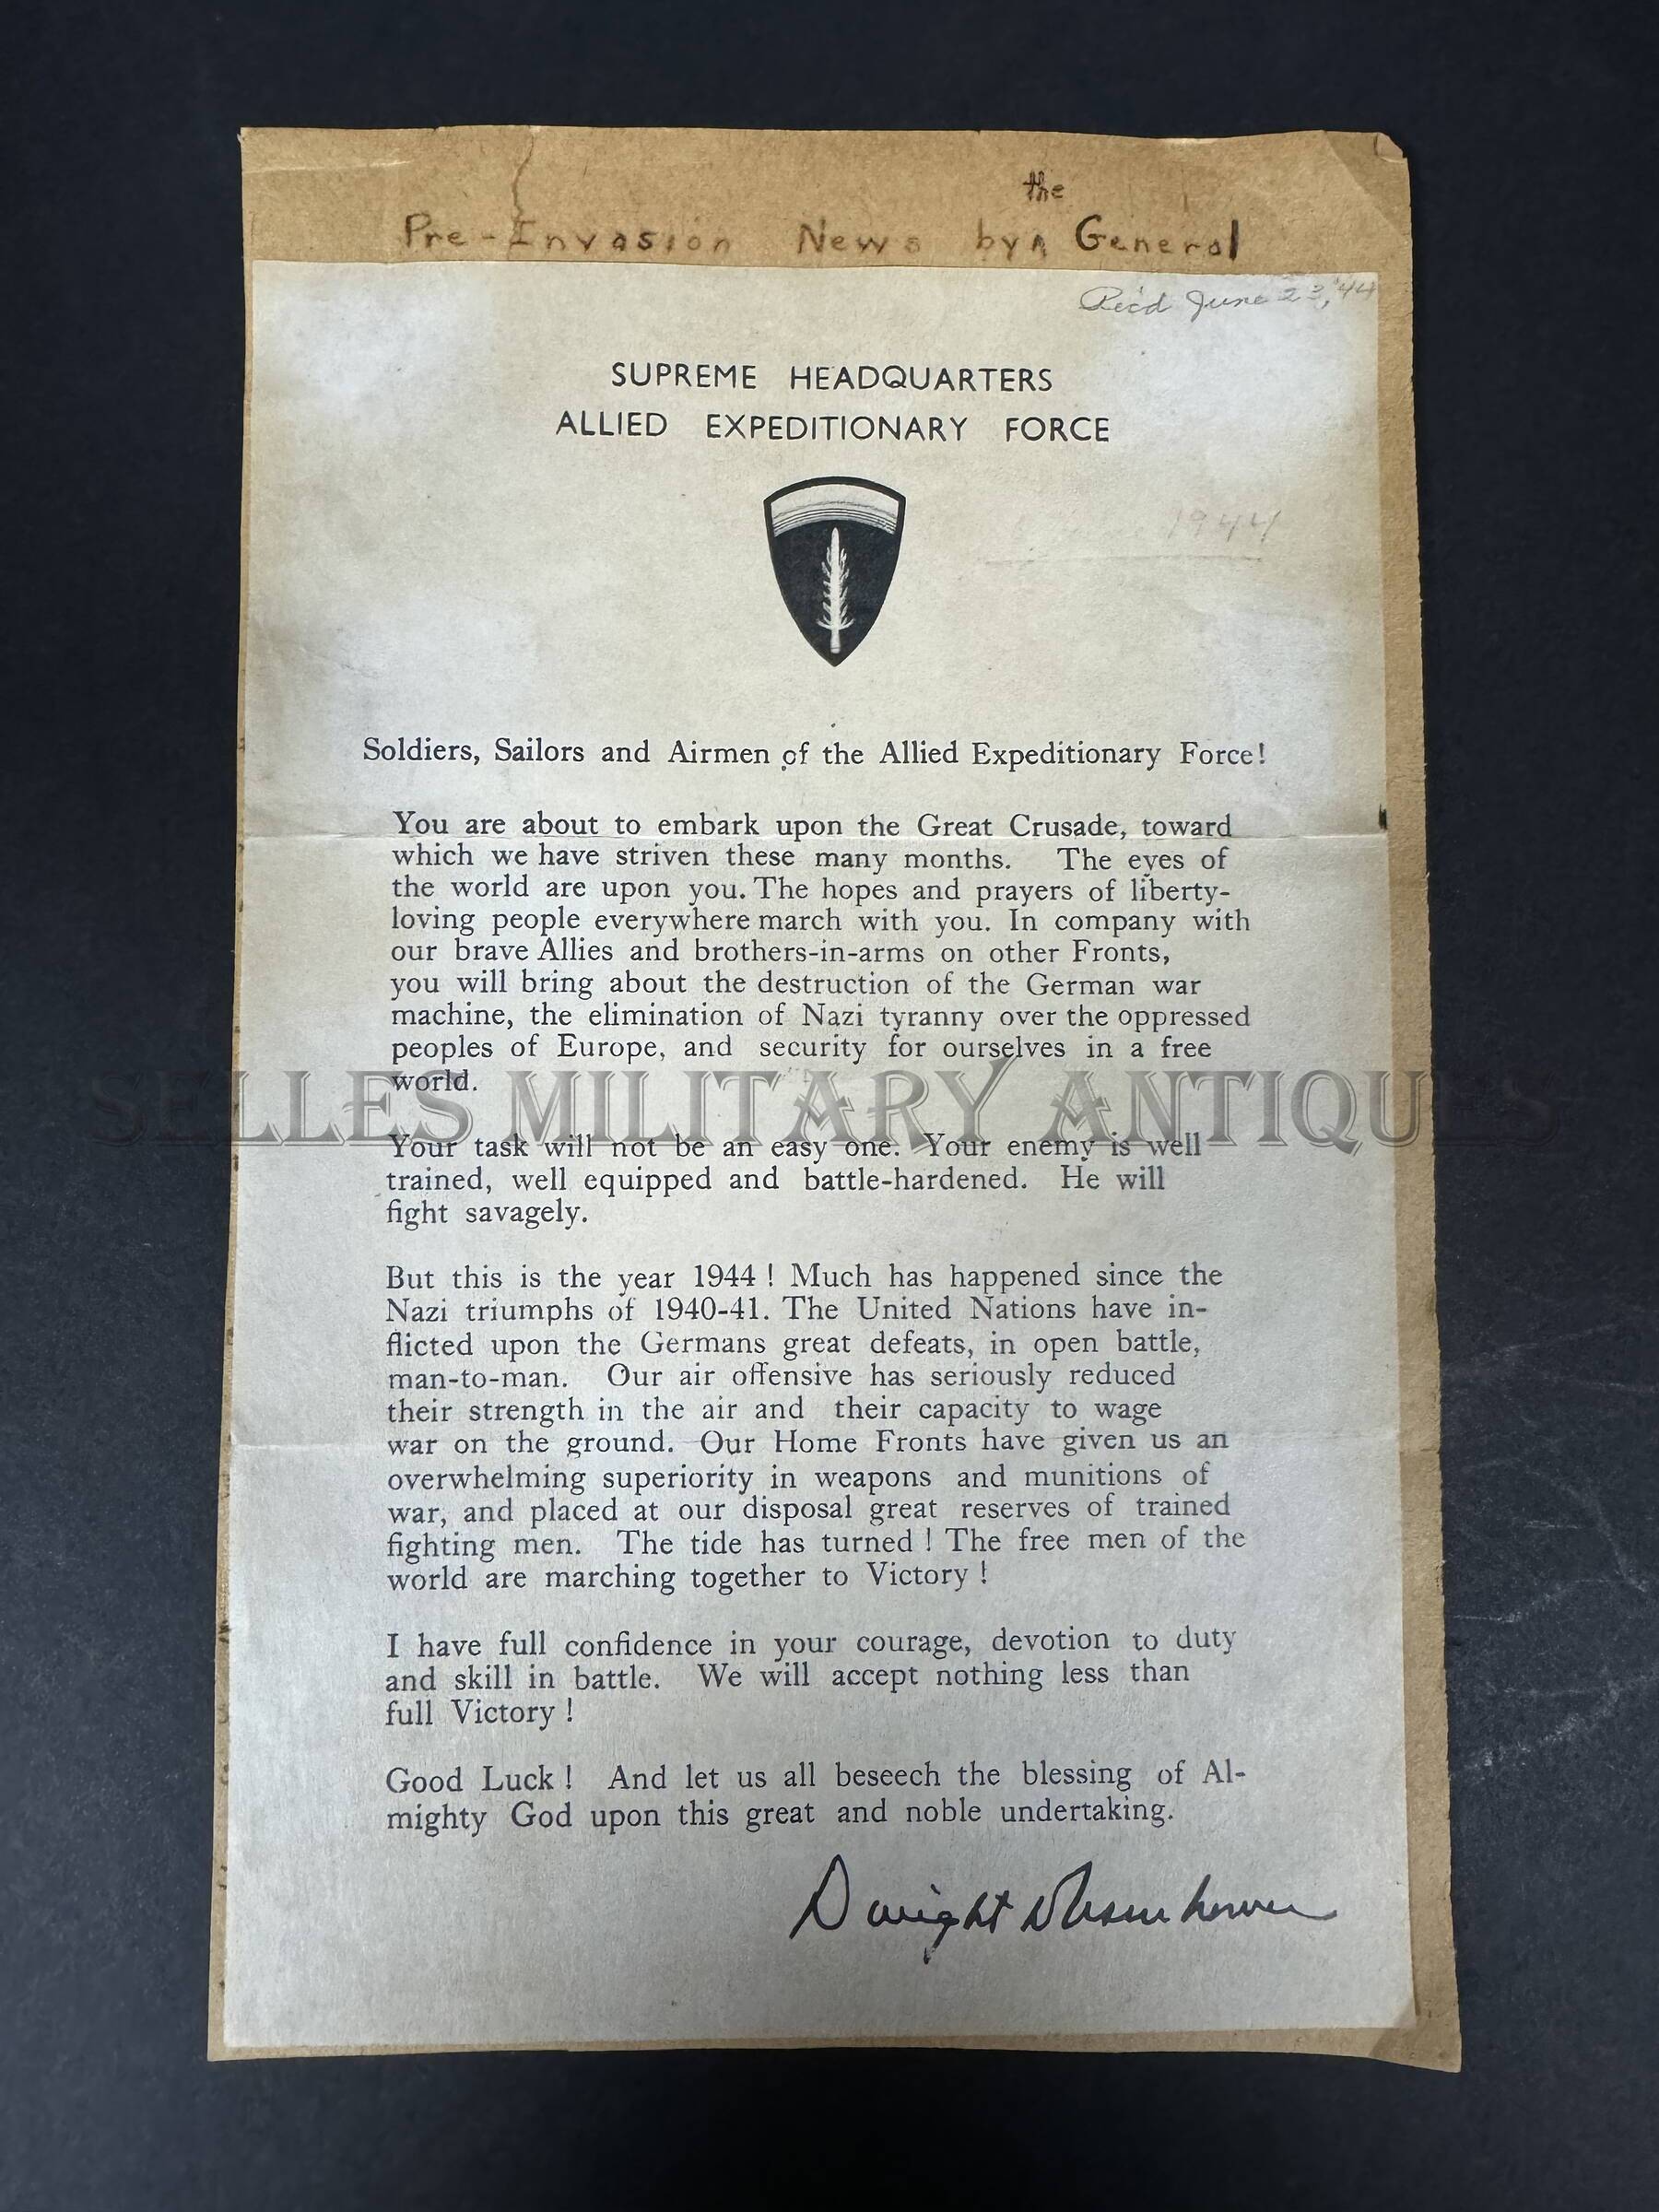 the
Pre-Invasion News by ^ General
Rec'd June 23, '44
SUPREME HEADQUARTERS
ALLIED EXPEDITIONARY FORCE
1944
Soldiers, Sailors and Airmen of the Allied Expeditionary Force!
You are about to embark upon the Great Crusade, toward
which we have striven these many months. The eyes of
the world are upon you. The hopes and prayers of liberty-
loving people everywhere march with you. In company with
our brave Allies and brothers-in-arms on other Fronts,
you will bring about the destruction of the German war
machine, the elimination of Nazi tyranny over the oppressed
peoples of Europe, and security for ourselves in a free
world.
SELLES MILITARY ANTIQUES
Your task will not be an easy one. Your enemy is well
trained, well equipped and battle-hardened. He will
fight savagely.
But this is the year 1944 ! Much has happened since the
Nazi triumphs of 1940-41. The United Nations have in-
flicted upon the Germans great defeats, in open battle,
man-to-man. Our air offensive has seriously reduced
their strength in the air and their capacity to wage
war on the ground. Our Home Fronts have given us an
overwhelming superiority in weapons and munitions of
war, and placed at our disposal great reserves of trained
fighting men. The tide has turned ! The free men of the
world are marching together to Victory !
I have full confidence in your courage, devotion to duty
and skill in battle. We will accept nothing less than
full Victory !
Good Luck ! And let us all beseech the blessing of Al-
mighty God upon this great and noble undertaking.
Dwight D Eisenhower